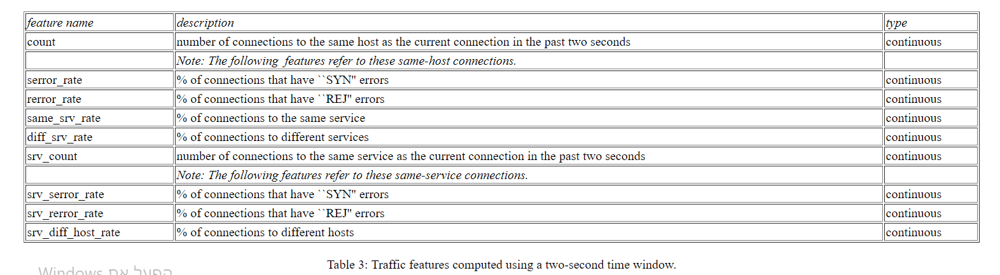 feature name description type
count number of connections to the same host as the current connection in the past two seconds continuous
Note: The following features refer to these same-host connections.
serror_rate % of connections that have ``SYN'' errors continuous
rerror_rate % of connections that have ``REJ'' errors continuous
same_srv_rate % of connections to the same service continuous
diff_srv_rate % of connections to different services continuous
srv_count number of connections to the same service as the current connection in the past two seconds continuous
Note: The following features refer to these same-service connections.
srv_serror_rate % of connections that have ``SYN'' errors continuous
srv_rerror_rate % of connections that have ``REJ'' errors continuous
srv_diff_host_rate % of connections to different hosts continuous
Table 3: Traffic features computed using a two-second time window.
הפעל את Windows